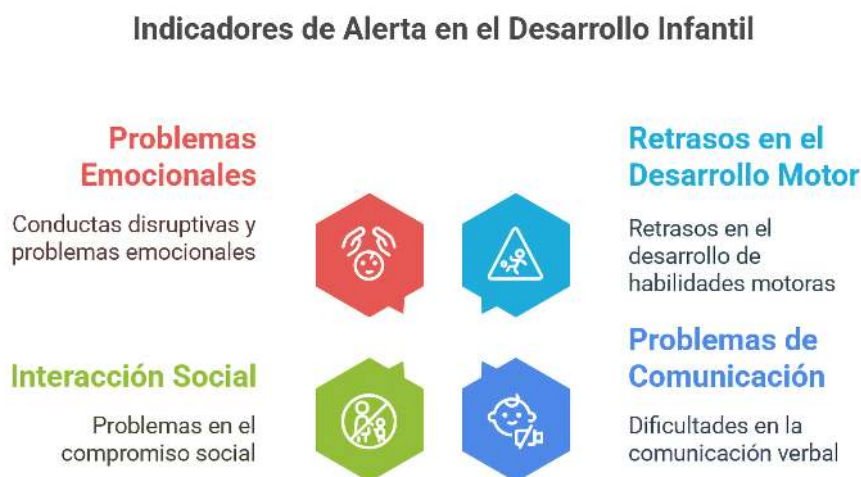 Indicadores de Alerta en el Desarrollo Infantil
Problemas
Emocionales
Conductas disruptivas y
problemas emocionales
Retrasos en el
Desarrollo Motor
Retrasos en el
desarrollo de
habilidades motoras
Interacción Social
Problemas en el
compromiso social
Problemas de
Comunicación
Dificultades en la
comunicación verbal